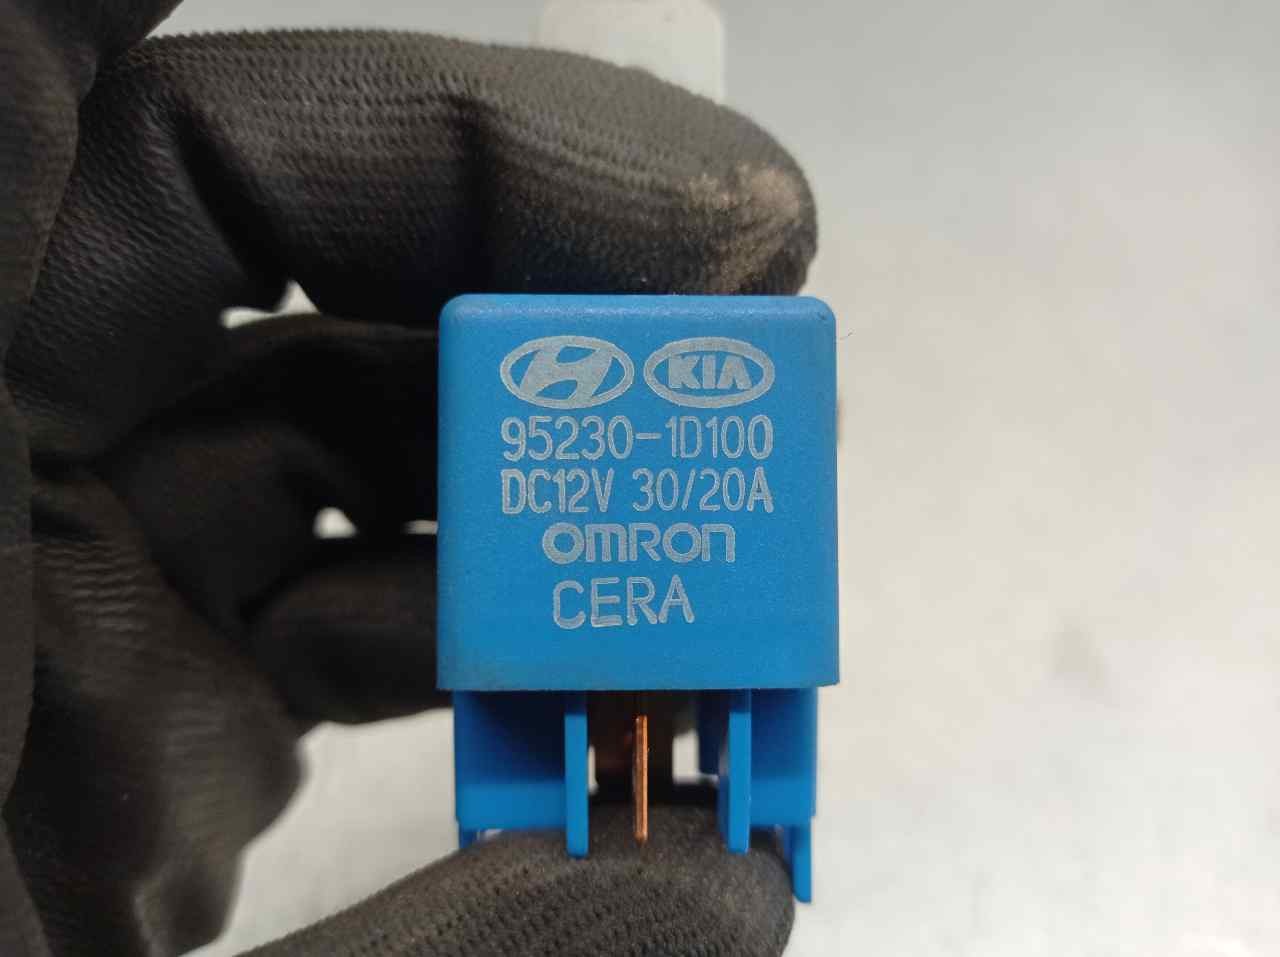 KIA
95230-1D100
DC12V 30/20A
OMRON
CERA